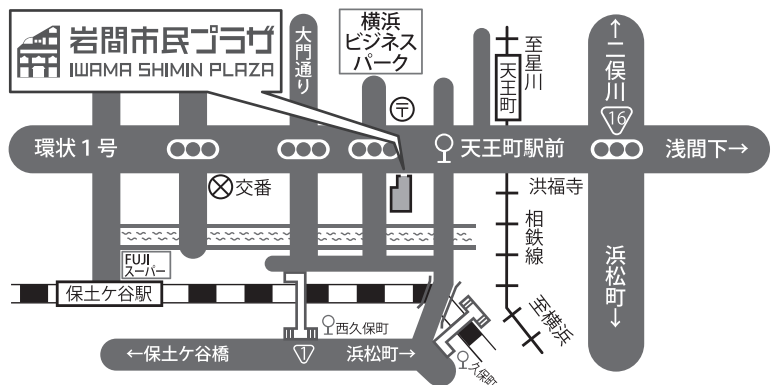 岩間市民プラザ
IWAMA SHIMIN PLAZA
大門通り
横浜
ビジネス
パーク
〒
至星川
天王町
←二俣川
16
環状1号
天王町駅前
浅間下→
交番
洪福寺
相鉄線
浜松町→
至横浜
FUJI
スーパー
保土ケ谷駅
西久保町
←保土ケ谷橋
1
浜松町→
久保町